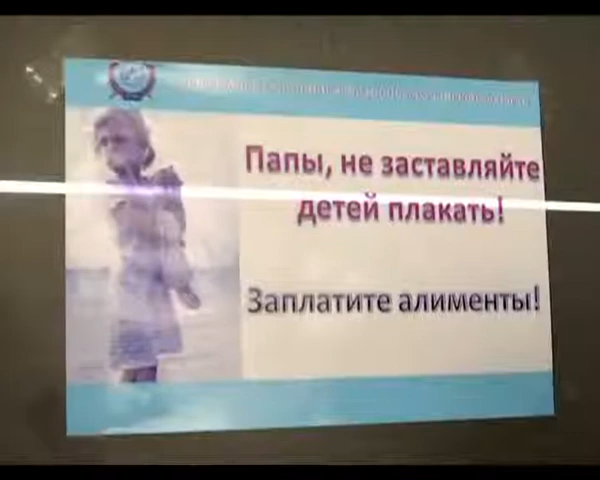 Папы, не заставляйте
детей плакать!
Заплатите алименты!